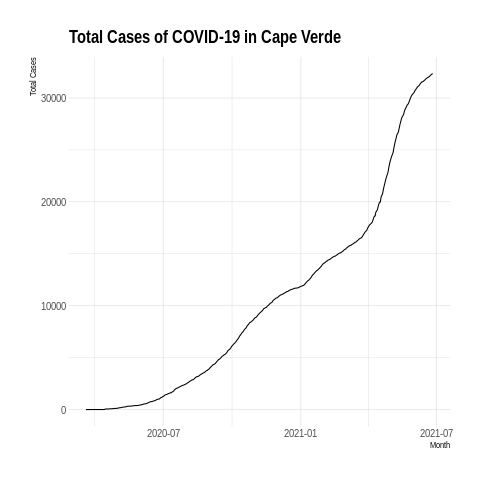 Total Cases of COVID-19 in Cape Verde
Total Cases
30000
20000
10000
0
2020-07
2021-01
2021-07
Month